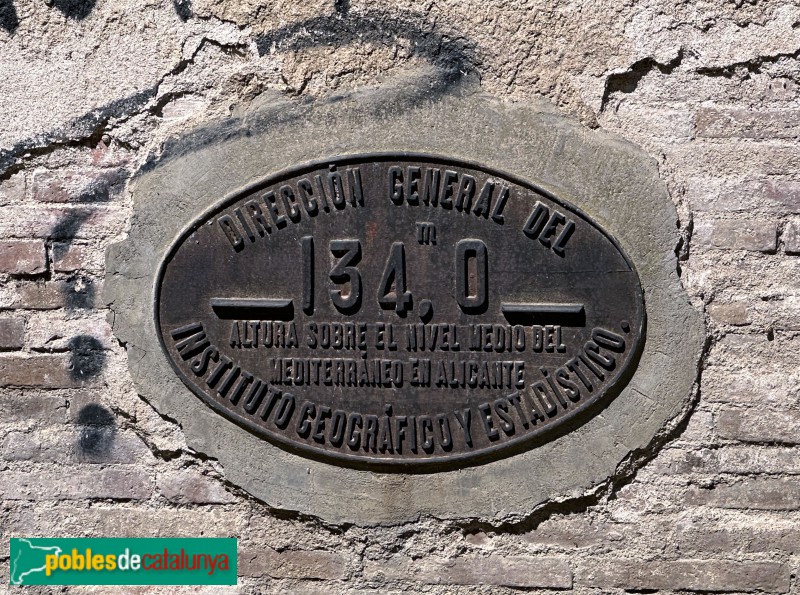 DIRECCIÓN GENERAL DEL
134,0 m
ALTURA SOBRE EL NIVEL MEDIO DEL
MEDITERRÁNEO EN ALICANTE
INSTITUTO GEOGRÁFICO Y ESTADÍSTICO.
poblesdecatalunya